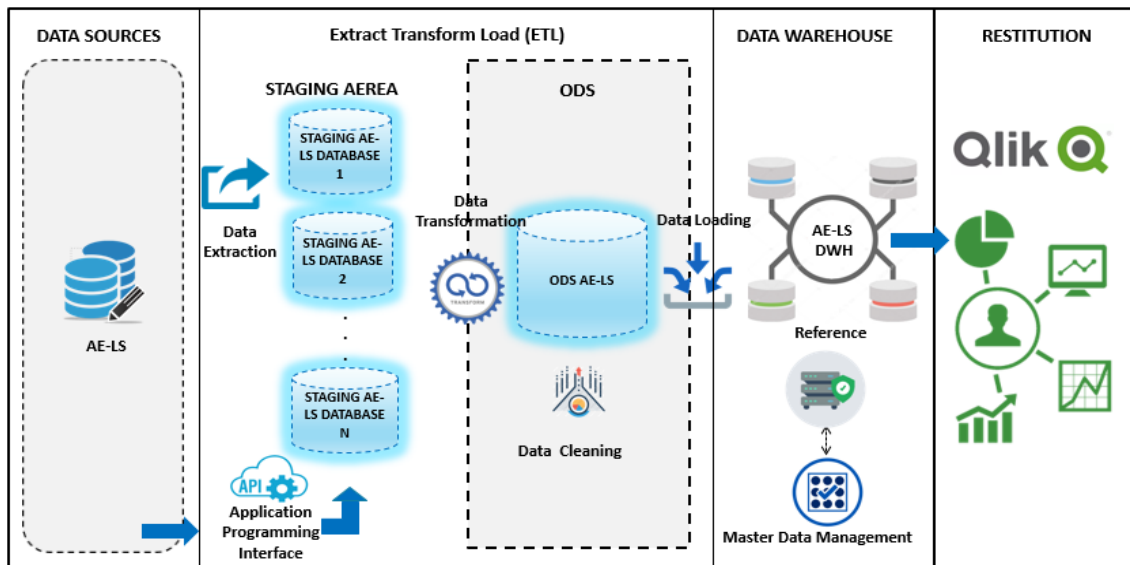 DATA SOURCES
AE-LS
Extract Transform Load (ETL)
STAGING AEREA
STAGING AE-
LS DATABASE
1
Data
Extraction
STAGING AE-
LS DATABASE
2
.
.
.
.
STAGING AE-
LS DATABASE
N
API
Application
Programming
Interface
ODS
Data
Transformation
TRANSFORM
ODS AE-LS
Data Cleaning
Data Loading
DATA WAREHOUSE
AE-LS
DWH
Reference
Master Data Management
RESTITUTION
Qlik